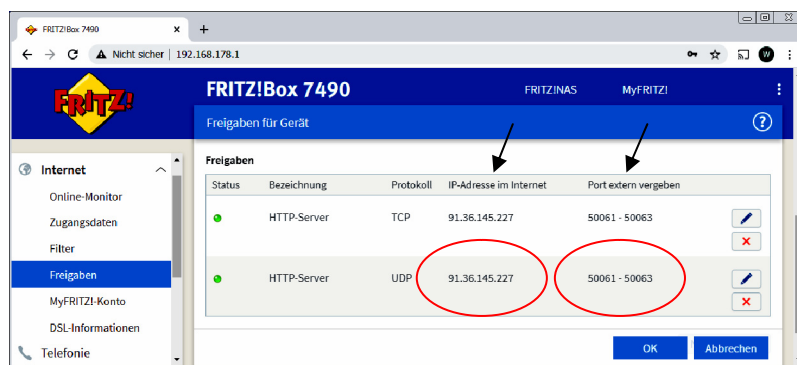 FRITZ!Box 7490
Nicht sicher | 192.168.178.1
W
FRITZ!
FRITZ!Box 7490 FRITZ!NAS MyFRITZ!
Freigaben für Gerät ?
Internet
Online-Monitor
Zugangsdaten
Filter
Freigaben
MyFRITZ!-Konto
DSL-Informationen
Telefonie
Freigaben
Status Bezeichnung Protokoll IP-Adresse im Internet Port extern vergeben
HTTP-Server TCP 91.36.145.227 50061 - 50063
HTTP-Server UDP 91.36.145.227 50061 - 50063
OK Abbrechen